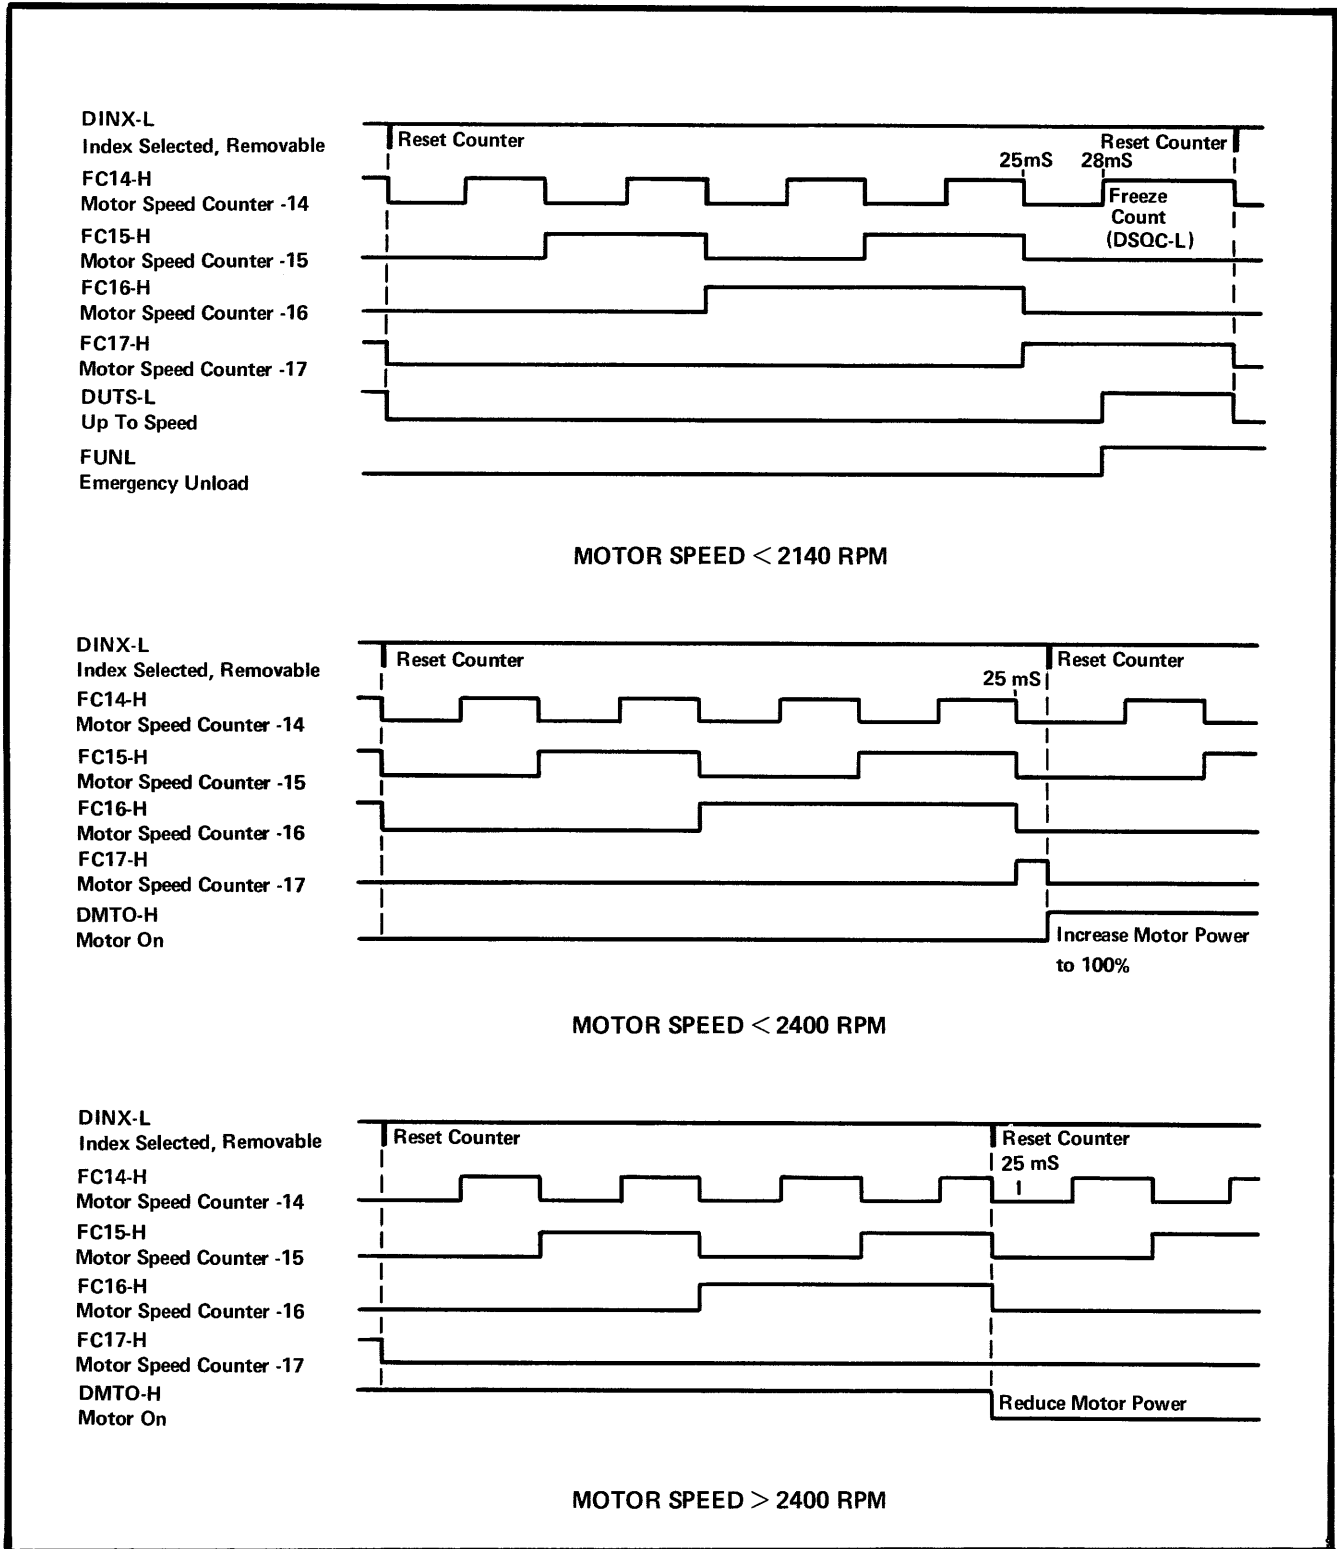 DINX-L
Index Selected, Removable
Reset Counter
Reset Counter
25mS
28mS
FC14-H
Motor Speed Counter -14
Freeze
Count
(DSQC-L)
FC15-H
Motor Speed Counter -15
FC16-H
Motor Speed Counter -16
FC17-H
Motor Speed Counter -17
DUTS-L
Up To Speed
FUNL
Emergency Unload
MOTOR SPEED < 2140 RPM
DINX-L
Index Selected, Removable
Reset Counter
Reset Counter
25 mS
FC14-H
Motor Speed Counter -14
FC15-H
Motor Speed Counter -15
FC16-H
Motor Speed Counter -16
FC17-H
Motor Speed Counter -17
DMTO-H
Motor On
Increase Motor Power
to 100%
MOTOR SPEED < 2400 RPM
DINX-L
Index Selected, Removable
Reset Counter
Reset Counter
25 mS
FC14-H
Motor Speed Counter -14
FC15-H
Motor Speed Counter -15
FC16-H
Motor Speed Counter -16
FC17-H
Motor Speed Counter -17
DMTO-H
Motor On
Reduce Motor Power
MOTOR SPEED > 2400 RPM